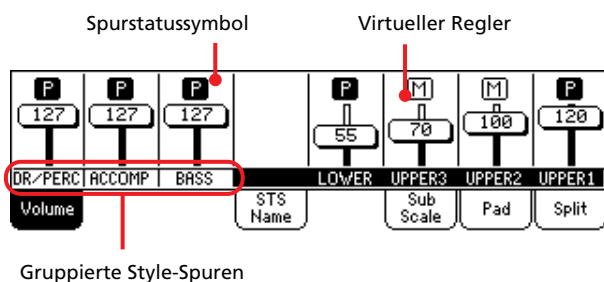 Spurstatussymbol Virtueller Regler
P P P P M M P
127 127 127 55 70 100 120
DR/PERC ACCOMP BASS LOWER UPPER3 UPPER2 UPPER1
Volume STS Name Sub Scale Pad Split
Gruppierte Style-Spuren